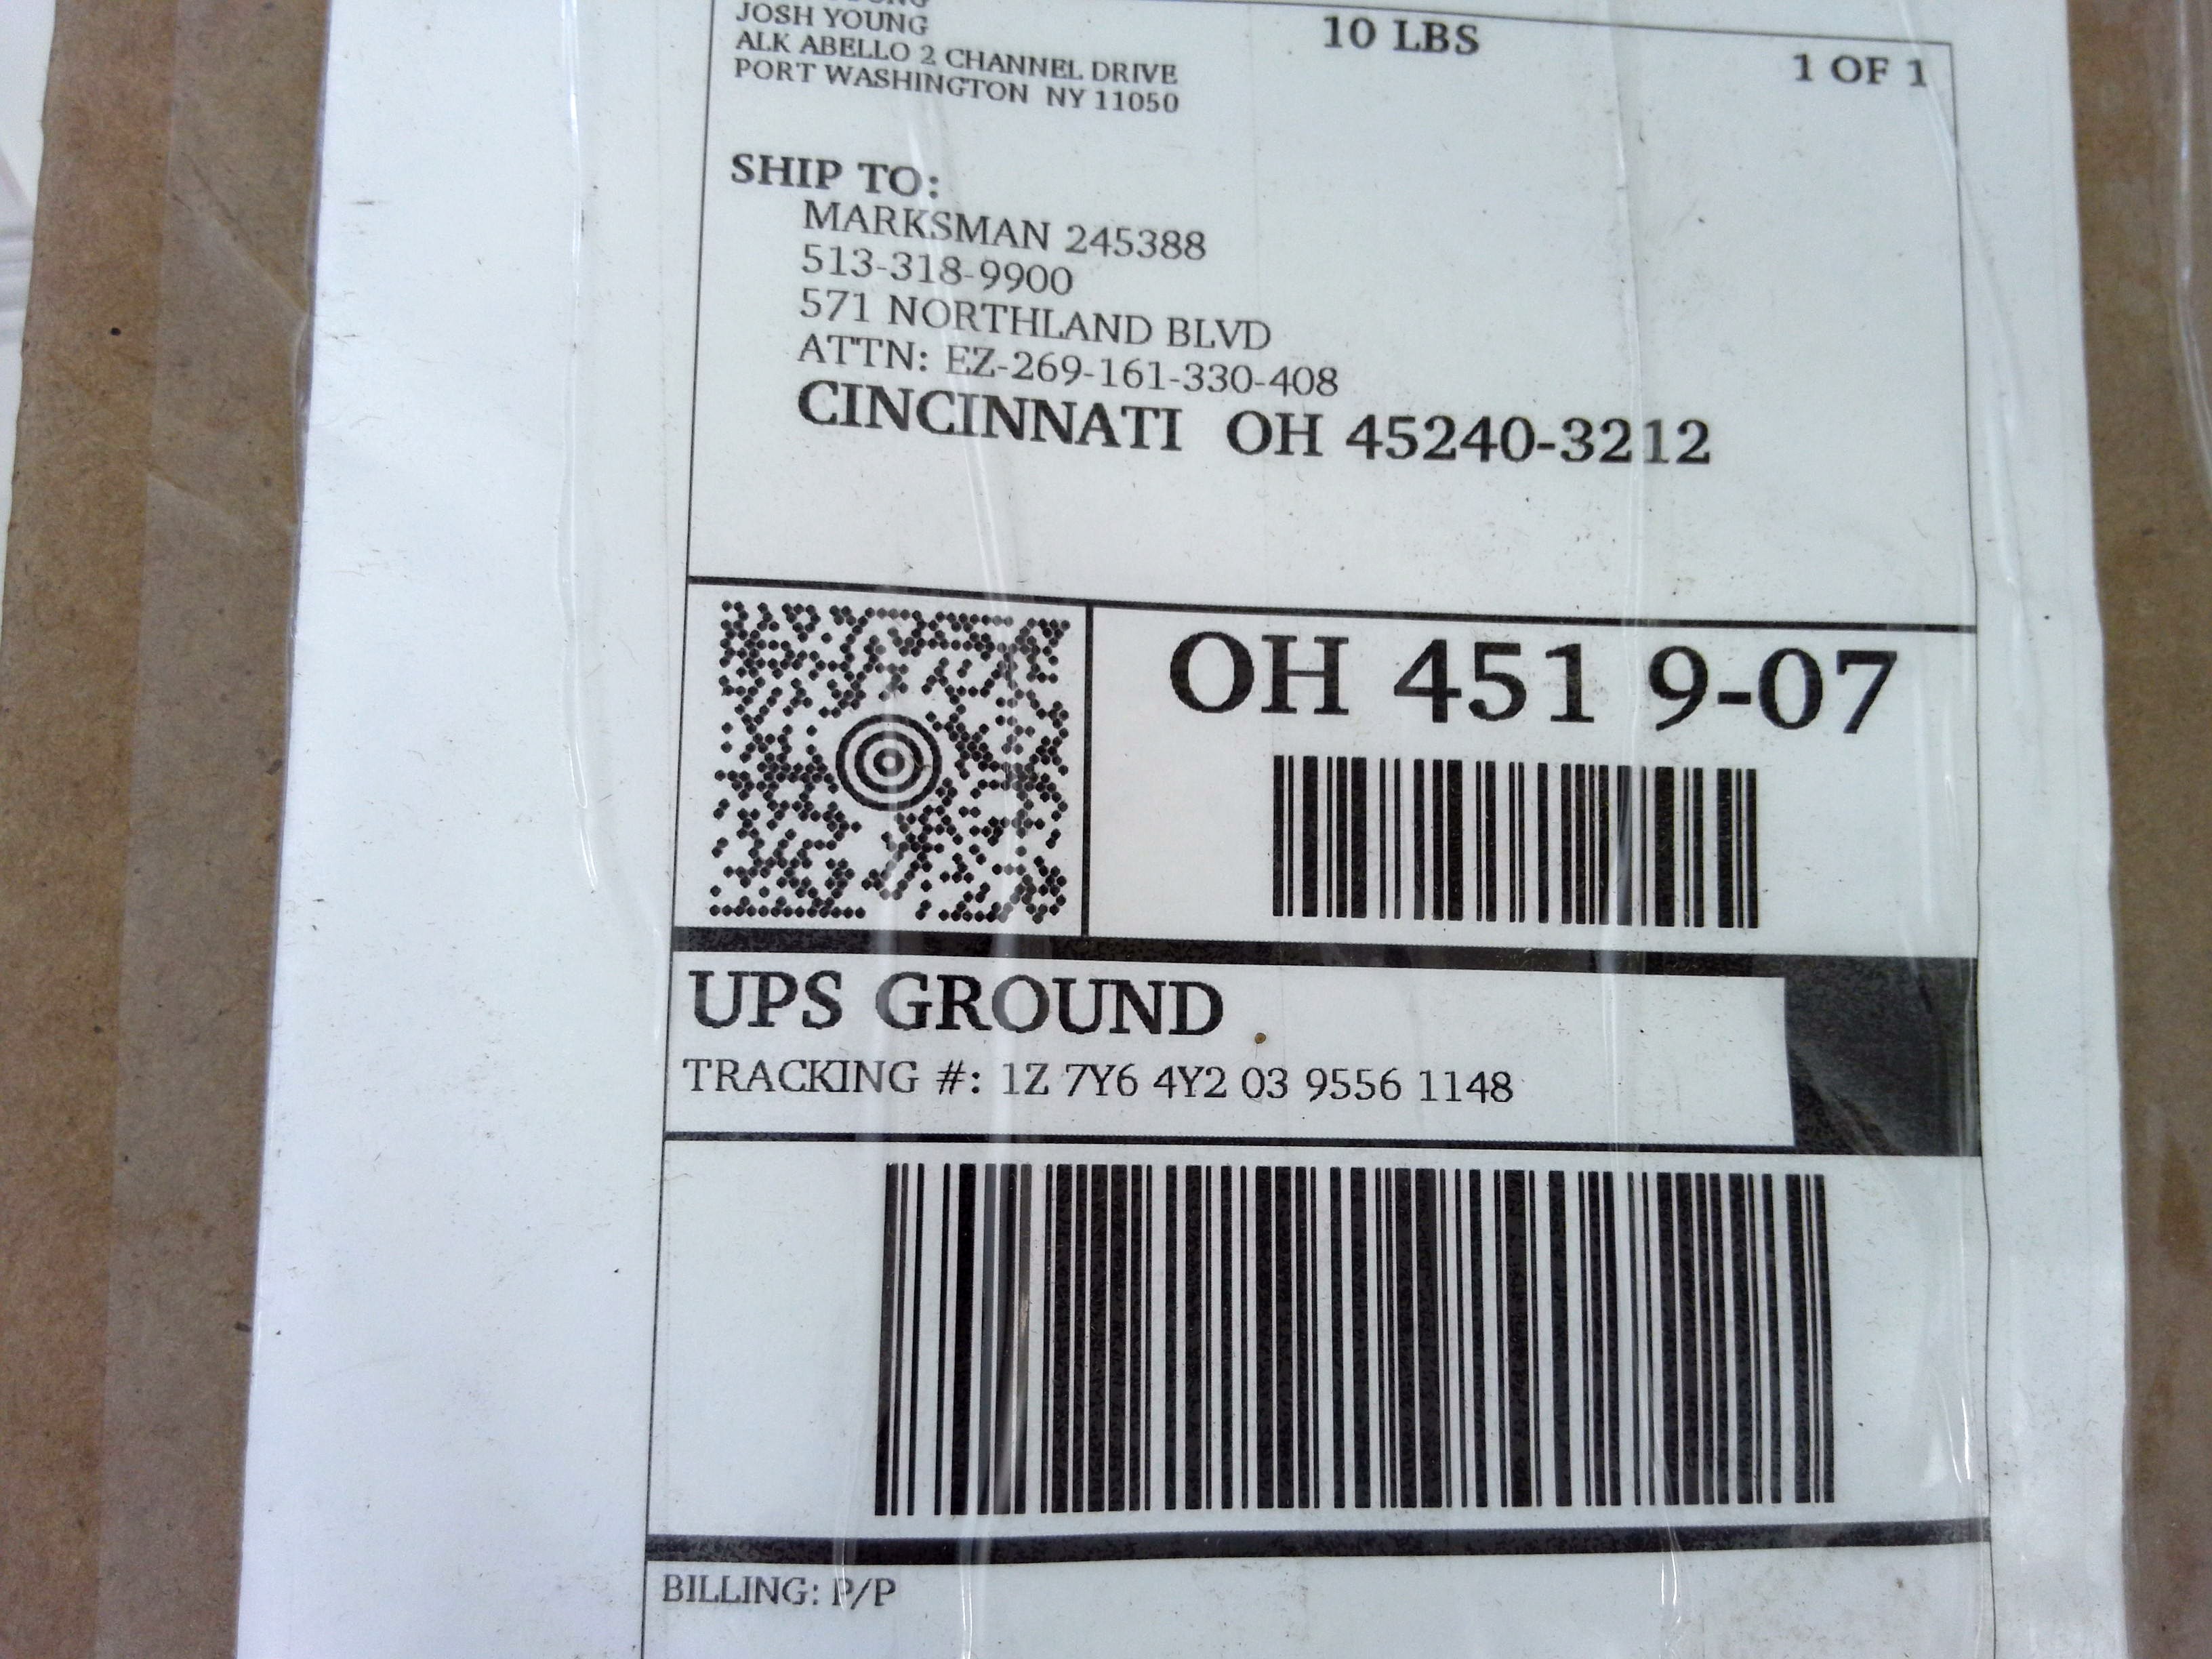 JOSH YOUNG
ALK ABELLO 2 CHANNEL DRIVE
PORT WASHINGTON NY 11050
10 LBS
1 OF 1
SHIP TO:
MARKSMAN 245388
513-318-9900
571 NORTHLAND BLVD
ATTN: EZ-269-161-330-408
CINCINNATI OH 45240-3212
OH 451 9-07
UPS GROUND
TRACKING #: 1Z 7Y6 4Y2 03 9556 1148
BILLING: P/P